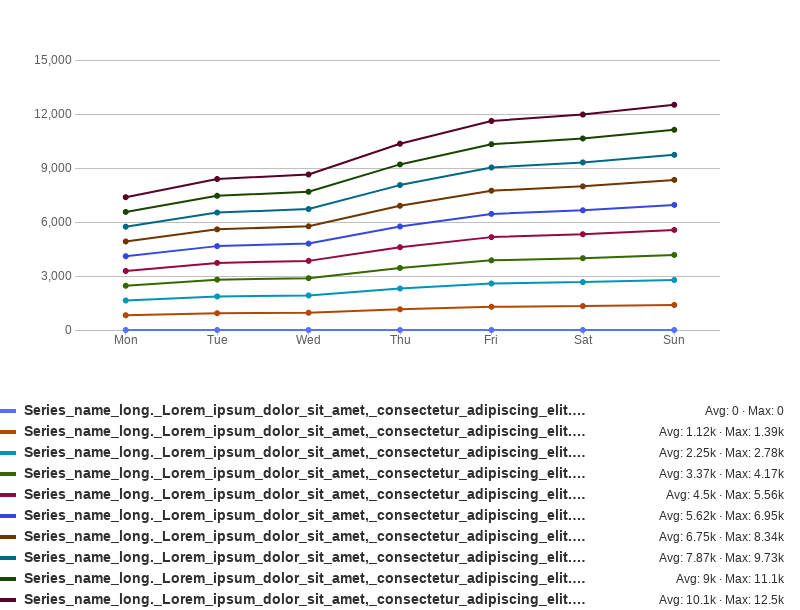 15,000
12,000
9,000
6,000
3,000
0
Mon Tue Wed Thu Fri Sat Sun
Series_name_long._Lorem_ipsum_dolor_sit_amet,_consectetur_adipiscing_elit.… Avg: 0 · Max: 0
Series_name_long._Lorem_ipsum_dolor_sit_amet,_consectetur_adipiscing_elit.… Avg: 1.12k · Max: 1.39k
Series_name_long._Lorem_ipsum_dolor_sit_amet,_consectetur_adipiscing_elit.… Avg: 2.25k · Max: 2.78k
Series_name_long._Lorem_ipsum_dolor_sit_amet,_consectetur_adipiscing_elit.… Avg: 3.37k · Max: 4.17k
Series_name_long._Lorem_ipsum_dolor_sit_amet,_consectetur_adipiscing_elit.… Avg: 4.5k · Max: 5.56k
Series_name_long._Lorem_ipsum_dolor_sit_amet,_consectetur_adipiscing_elit.… Avg: 5.62k · Max: 6.95k
Series_name_long._Lorem_ipsum_dolor_sit_amet,_consectetur_adipiscing_elit.… Avg: 6.75k · Max: 8.34k
Series_name_long._Lorem_ipsum_dolor_sit_amet,_consectetur_adipiscing_elit.… Avg: 7.87k · Max: 9.73k
Series_name_long._Lorem_ipsum_dolor_sit_amet,_consectetur_adipiscing_elit.… Avg: 9k · Max: 11.1k
Series_name_long._Lorem_ipsum_dolor_sit_amet,_consectetur_adipiscing_elit.… Avg: 10.1k · Max: 12.5k